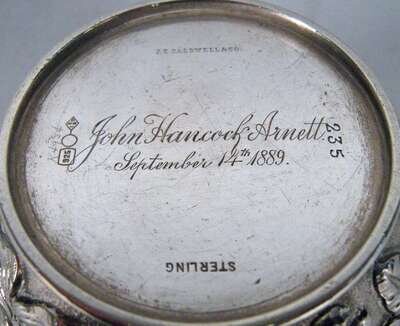 J.E. CALDWELL & CO.
John Hancock Arnett
September 14th 1889.
235
STERLING